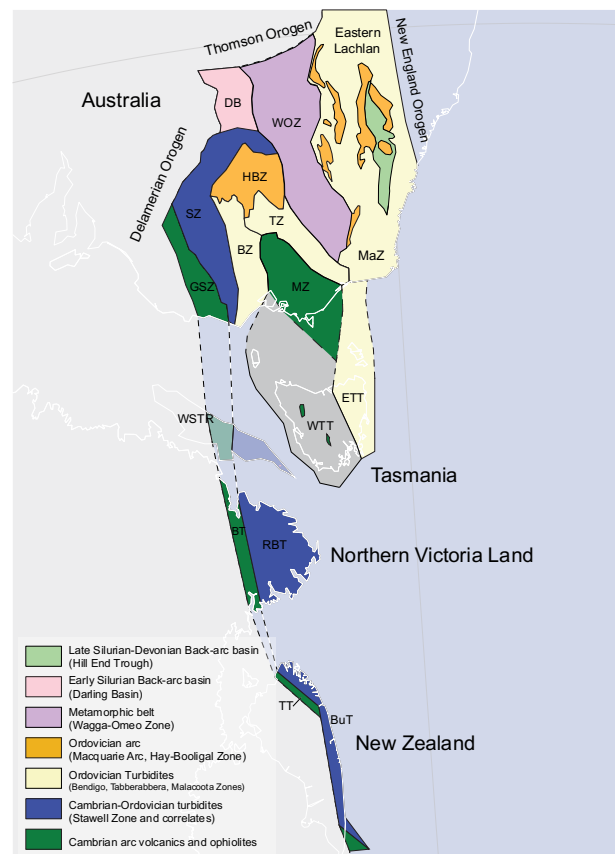 Thomson Orogen
Eastern
Lachlan
New England Orogen
Australia
DB
WOZ
HBZ
Delamerian Orogen
SZ
TZ
BZ
MaZ
GSZ
MZ
ETT
WSTR
WTT
Tasmania
BT
RBT
Northern Victoria Land
TT
BuT
New Zealand
Late Silurian-Devonian Back-arc basin
(Hill End Trough)
Early Silurian Back-arc basin
(Darling Basin)
Metamorphic belt
(Wagga-Omeo Zone)
Ordovician arc
(Macquarie Arc, Hay-Booligal Zone)
Ordovician Turbidites
(Bendigo, Tabberabbera, Malacoota Zones)
Cambrian-Ordovician turbidites
(Stawell Zone and correlates)
Cambrian arc volcanics and ophiolites